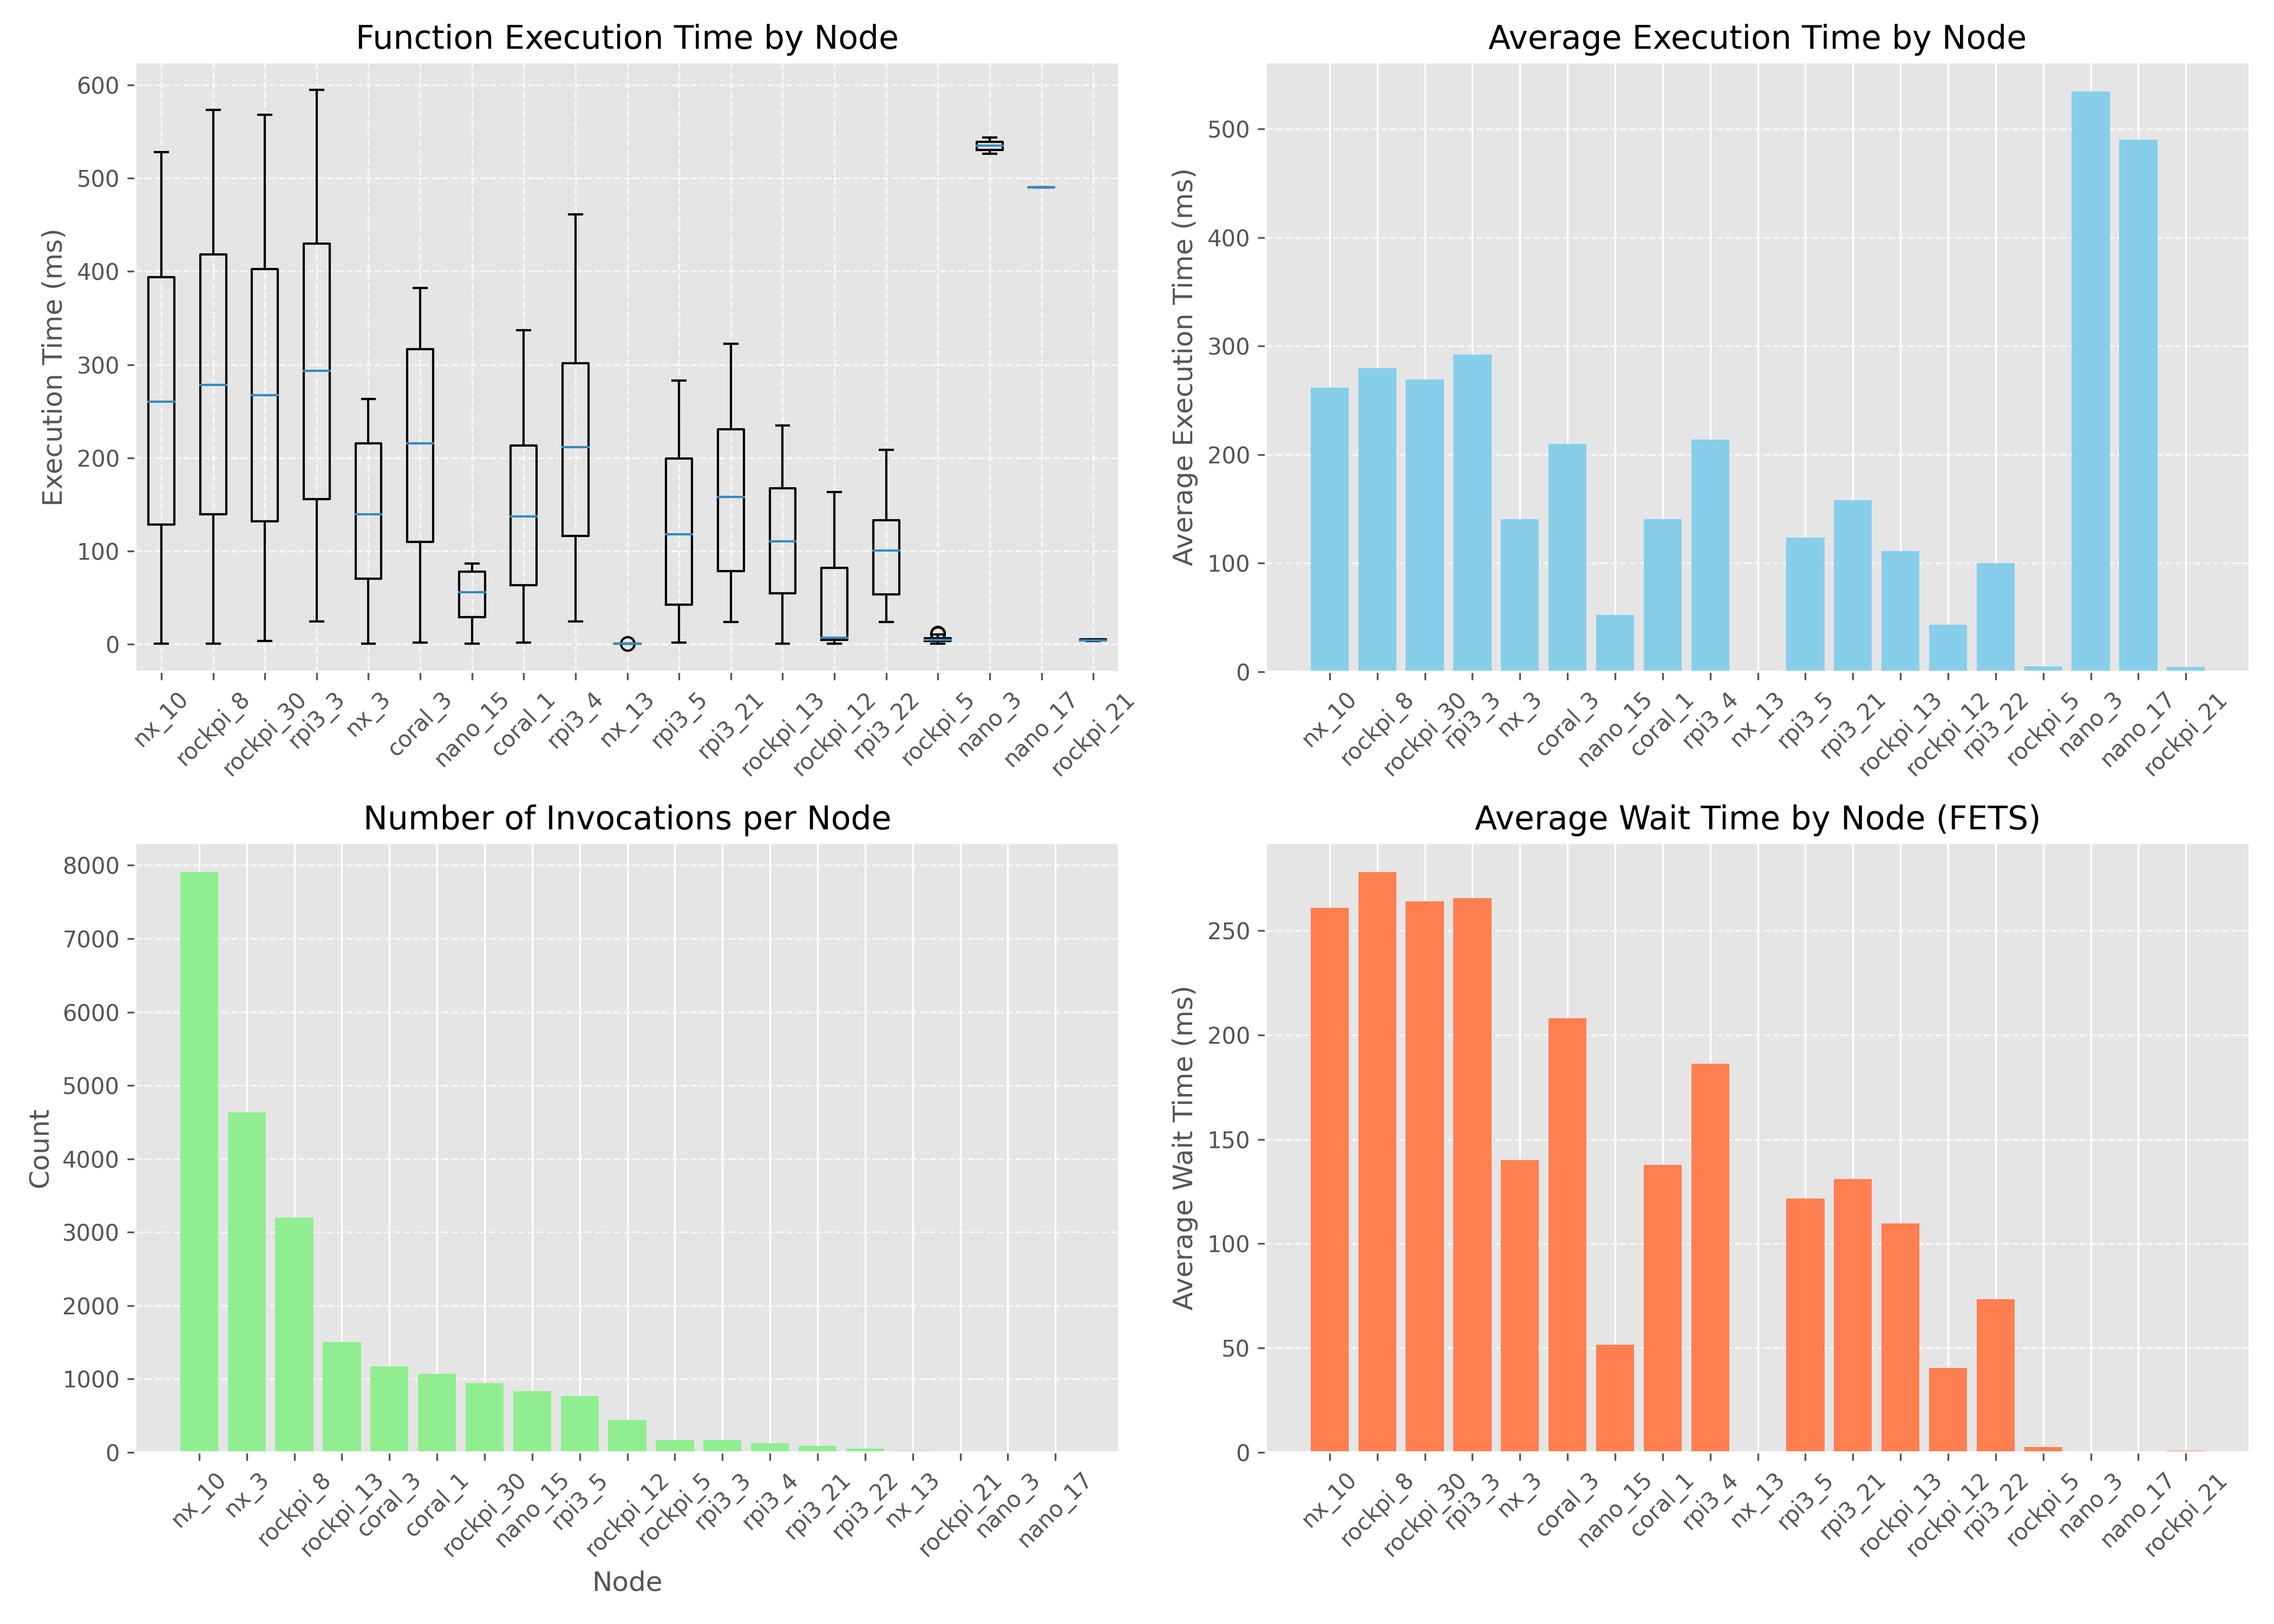 Function Execution Time by Node
Execution Time (ms)
600
500
400
300
200
100
0
nx_10
rockpi_8
rockpi_30
rpi3_3
nx_3
coral_3
nano_15
coral_1
rpi3_4
nx_13
rpi3_5
rpi3_21
rockpi_13
rockpi_12
rpi3_22
rockpi_5
nano_3
nano_17
rockpi_21
Average Execution Time by Node
Average Execution Time (ms)
500
400
300
200
100
0
nx_10
rockpi_8
rockpi_30
rpi3_3
nx_3
coral_3
nano_15
coral_1
rpi3_4
nx_13
rpi3_5
rpi3_21
rockpi_13
rockpi_12
rpi3_22
rockpi_5
nano_3
nano_17
rockpi_21
Number of Invocations per Node
Count
8000
7000
6000
5000
4000
3000
2000
1000
0
nx_10
nx_3
rockpi_8
rockpi_13
coral_3
coral_1
rockpi_30
nano_15
rpi3_5
rockpi_12
rockpi_5
rpi3_3
rpi3_4
rpi3_21
rpi3_22
nx_13
rockpi_21
nano_3
nano_17
Node
Average Wait Time by Node (FETS)
Average Wait Time (ms)
250
200
150
100
50
0
nx_10
rockpi_8
rockpi_30
rpi3_3
nx_3
coral_3
nano_15
coral_1
rpi3_4
nx_13
rpi3_5
rpi3_21
rockpi_13
rockpi_12
rpi3_22
rockpi_5
nano_3
nano_17
rockpi_21